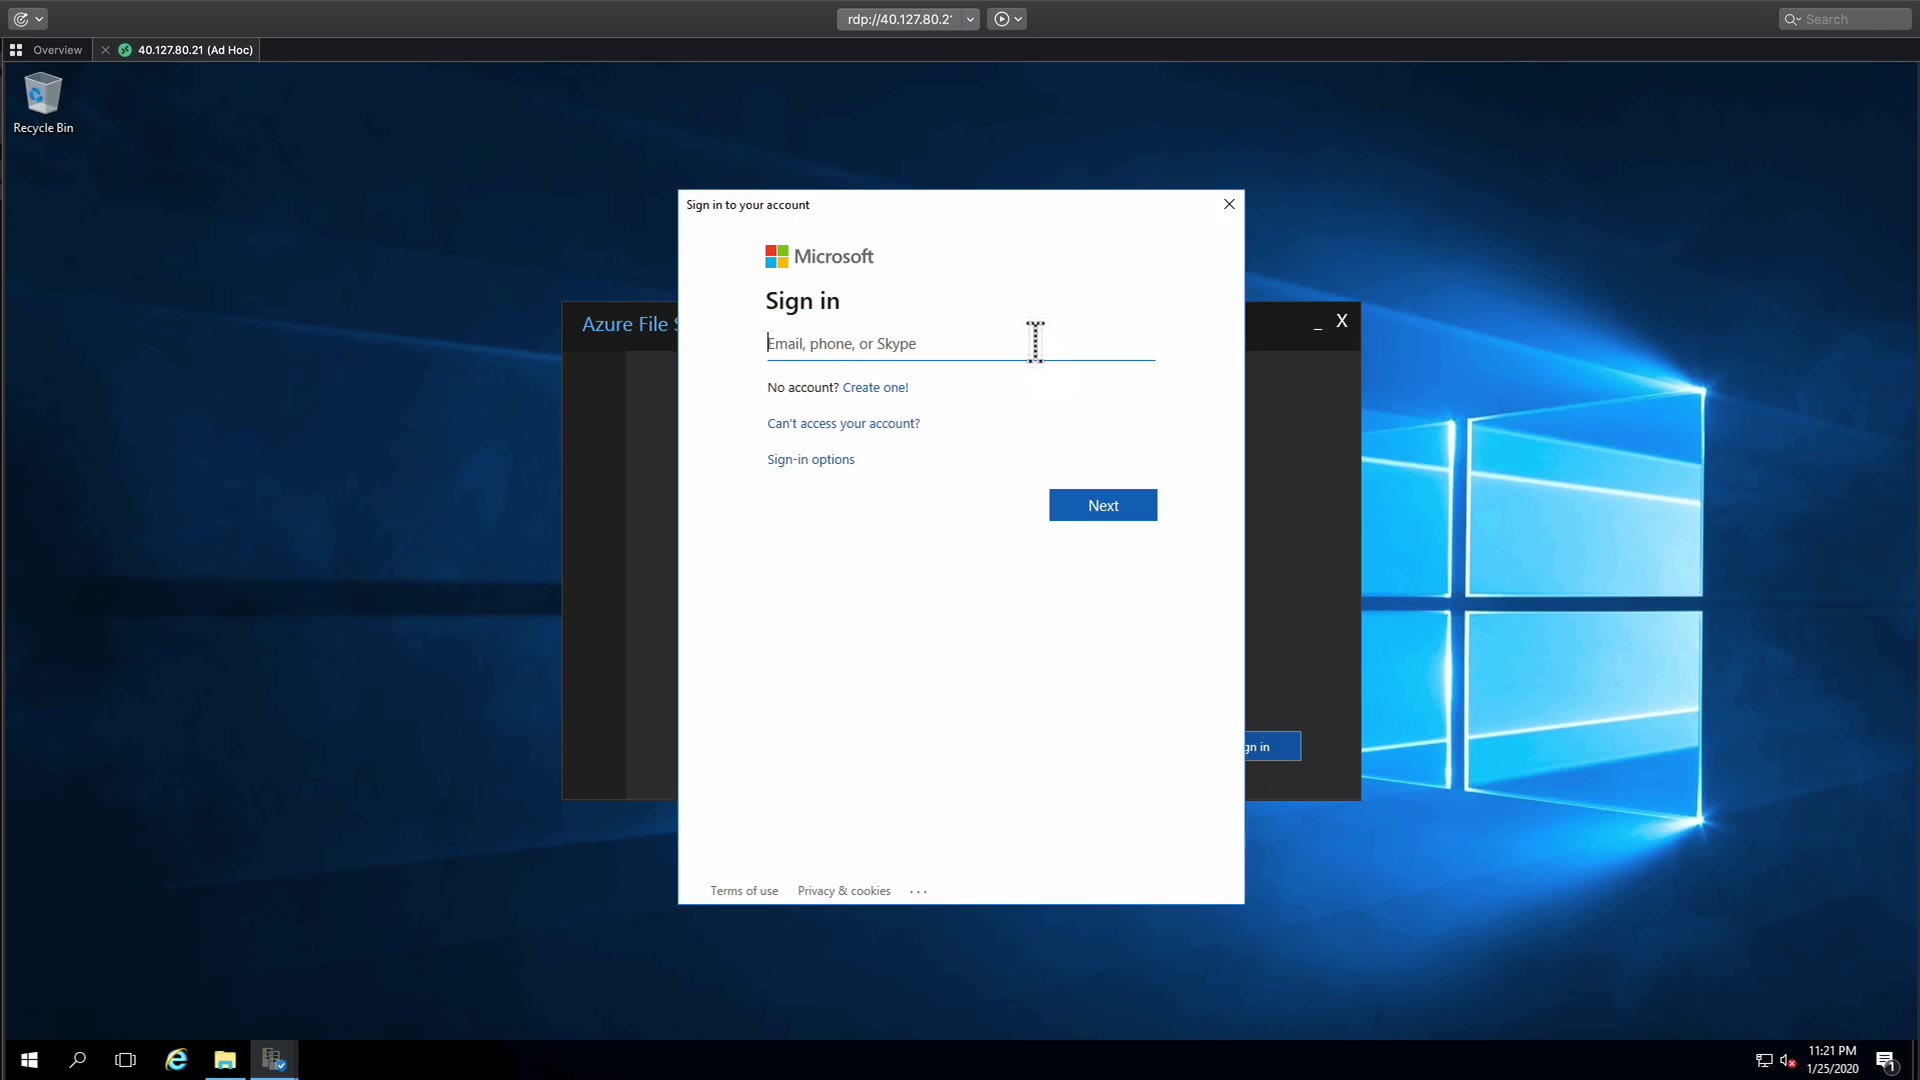 rdp://40.127.80.2
Search
Overview
40.127.80.21 (Ad Hoc)
Recycle Bin
Sign in to your account
Microsoft
Sign in
Azure File
Email, phone, or Skype
No account? Create one!
Can't access your account?
Sign-in options
Next
gn in
Terms of use Privacy & cookies ...
11:21 PM
1/25/2020
1